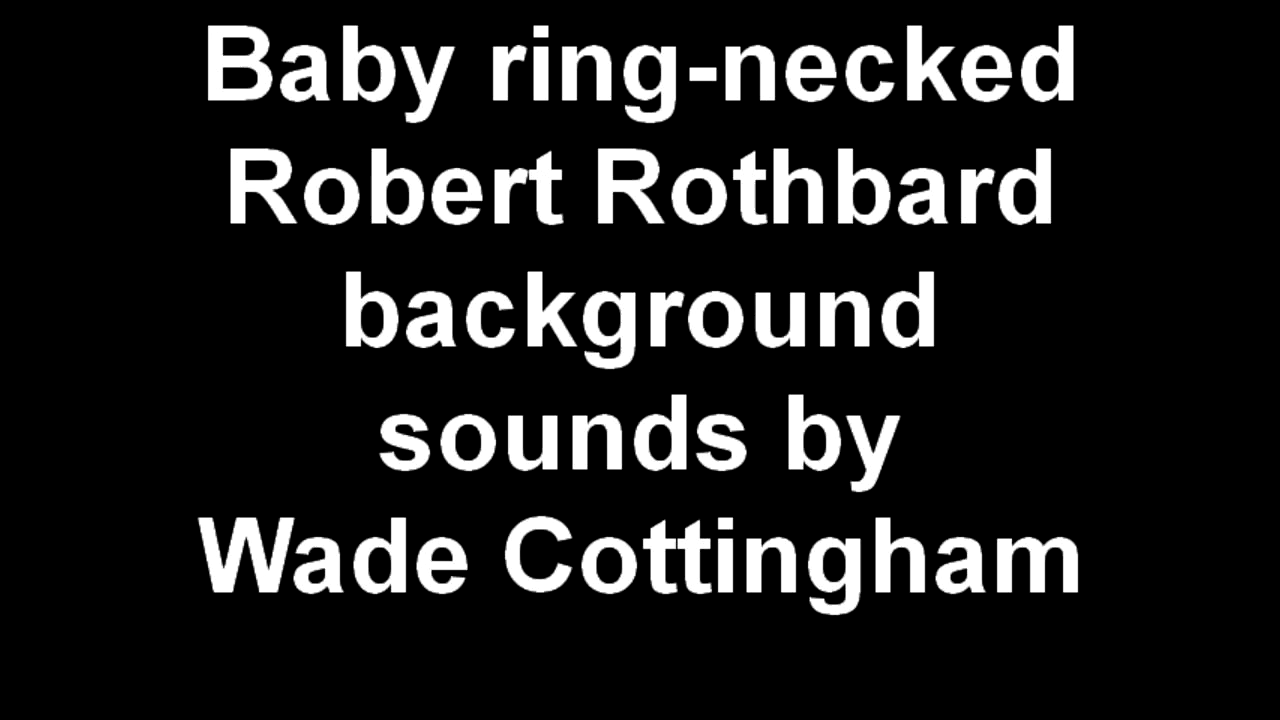 Baby ring-necked
Robert Rothbard
background
sounds by
Wade Cottingham